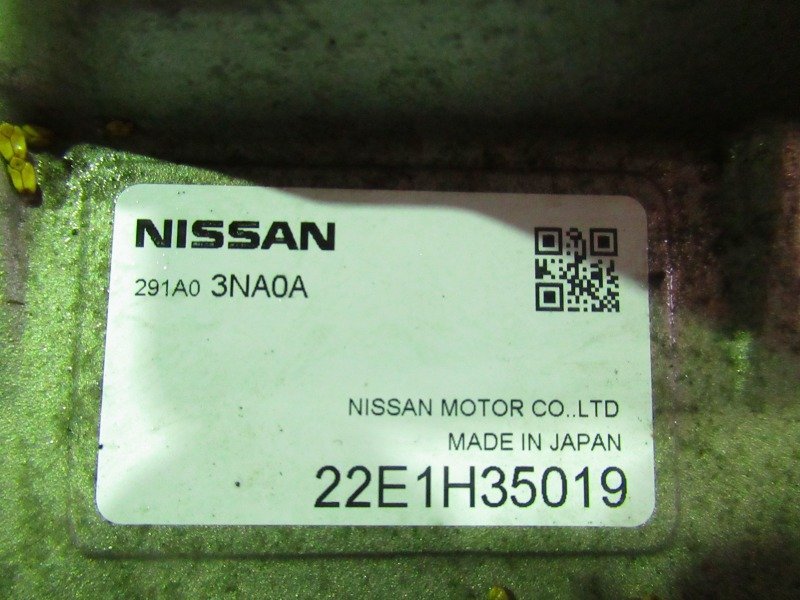 NISSAN
291A0 3NA0A
NISSAN MOTOR CO..LTD
MADE IN JAPAN
22E1H35019